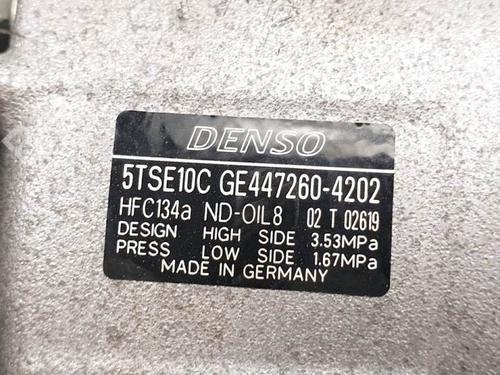 DENSO
5TSE10C GE447260-4202
HFC134a ND-OIL8 02 T 02619
DESIGN HIGH SIDE 3.53MPa
PRESS LOW SIDE 1.67MPa
MADE IN GERMANY